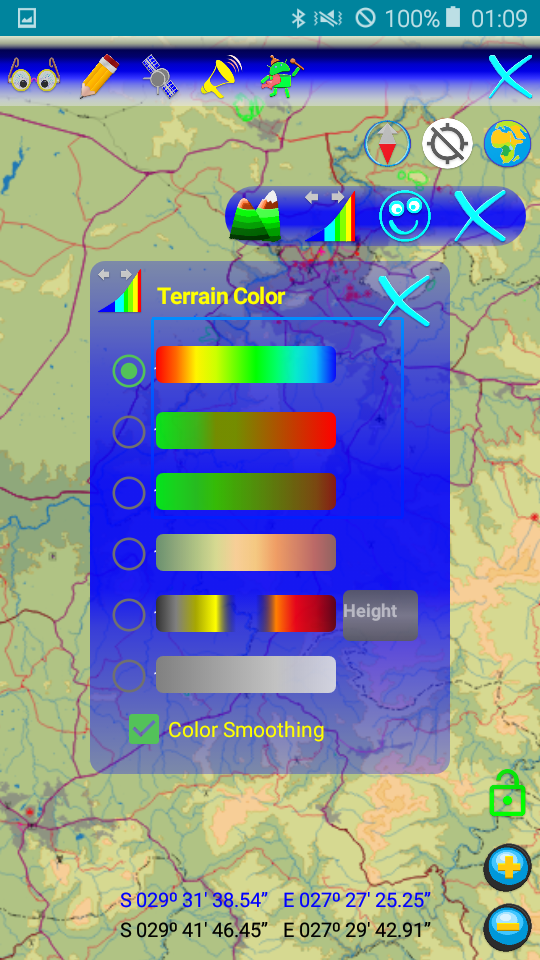 100% 01:09
Terrain Color
Height
Color Smoothing
S 029º 31' 38.54” E 027º 27' 25.25”
S 029º 41' 46.45” E 027º 29' 42.91”